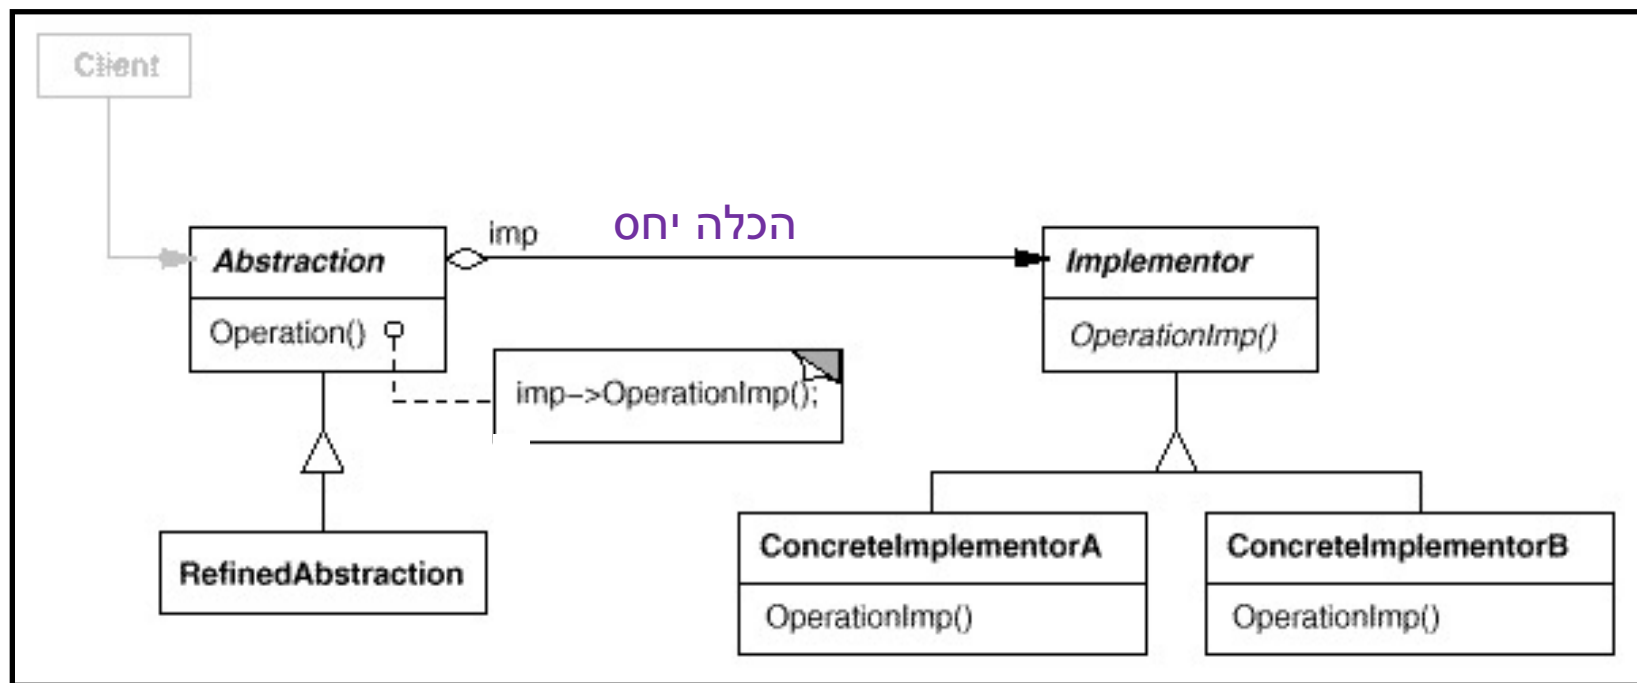 Client
imp הכלה יחס
Abstraction
Implementor
Operation()
OperationImp()
imp->OperationImp();
RefinedAbstraction
ConcreteImplementorA
ConcreteImplementorB
OperationImp()
OperationImp()